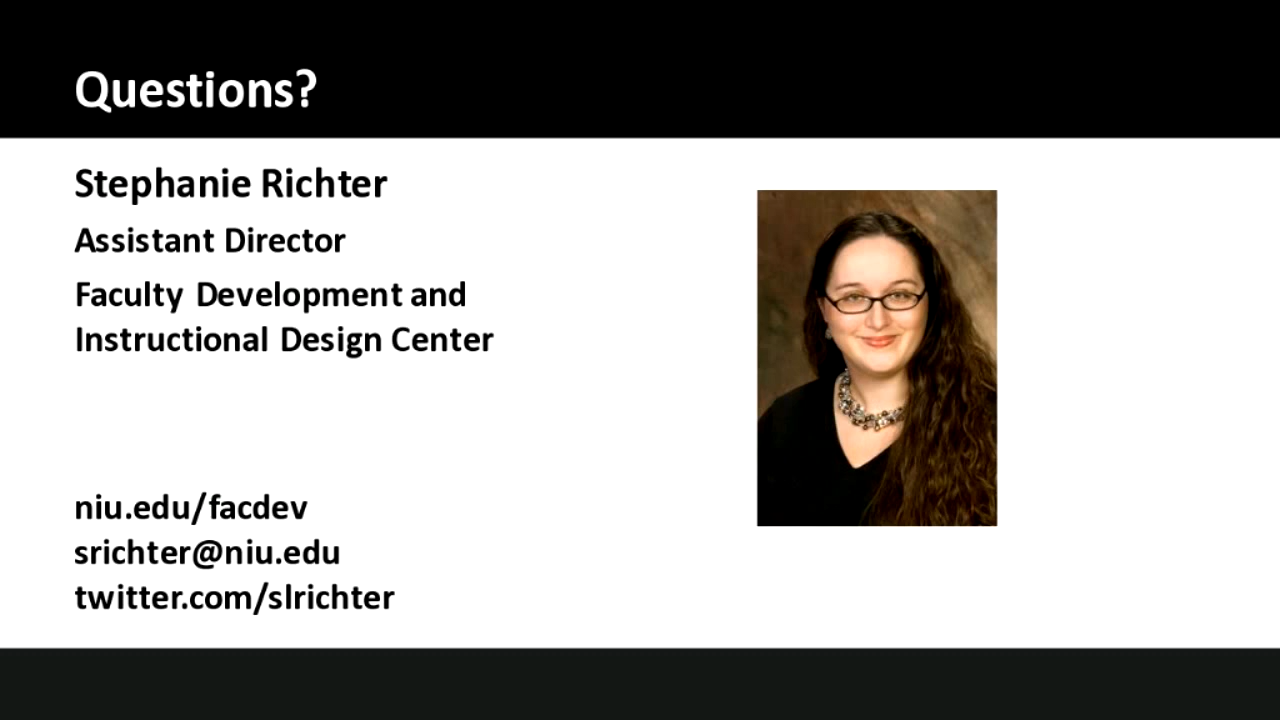 Questions?
Stephanie Richter
Assistant Director
Faculty Development and
Instructional Design Center
niu.edu/facdev
srichter@niu.edu
twitter.com/slrichter